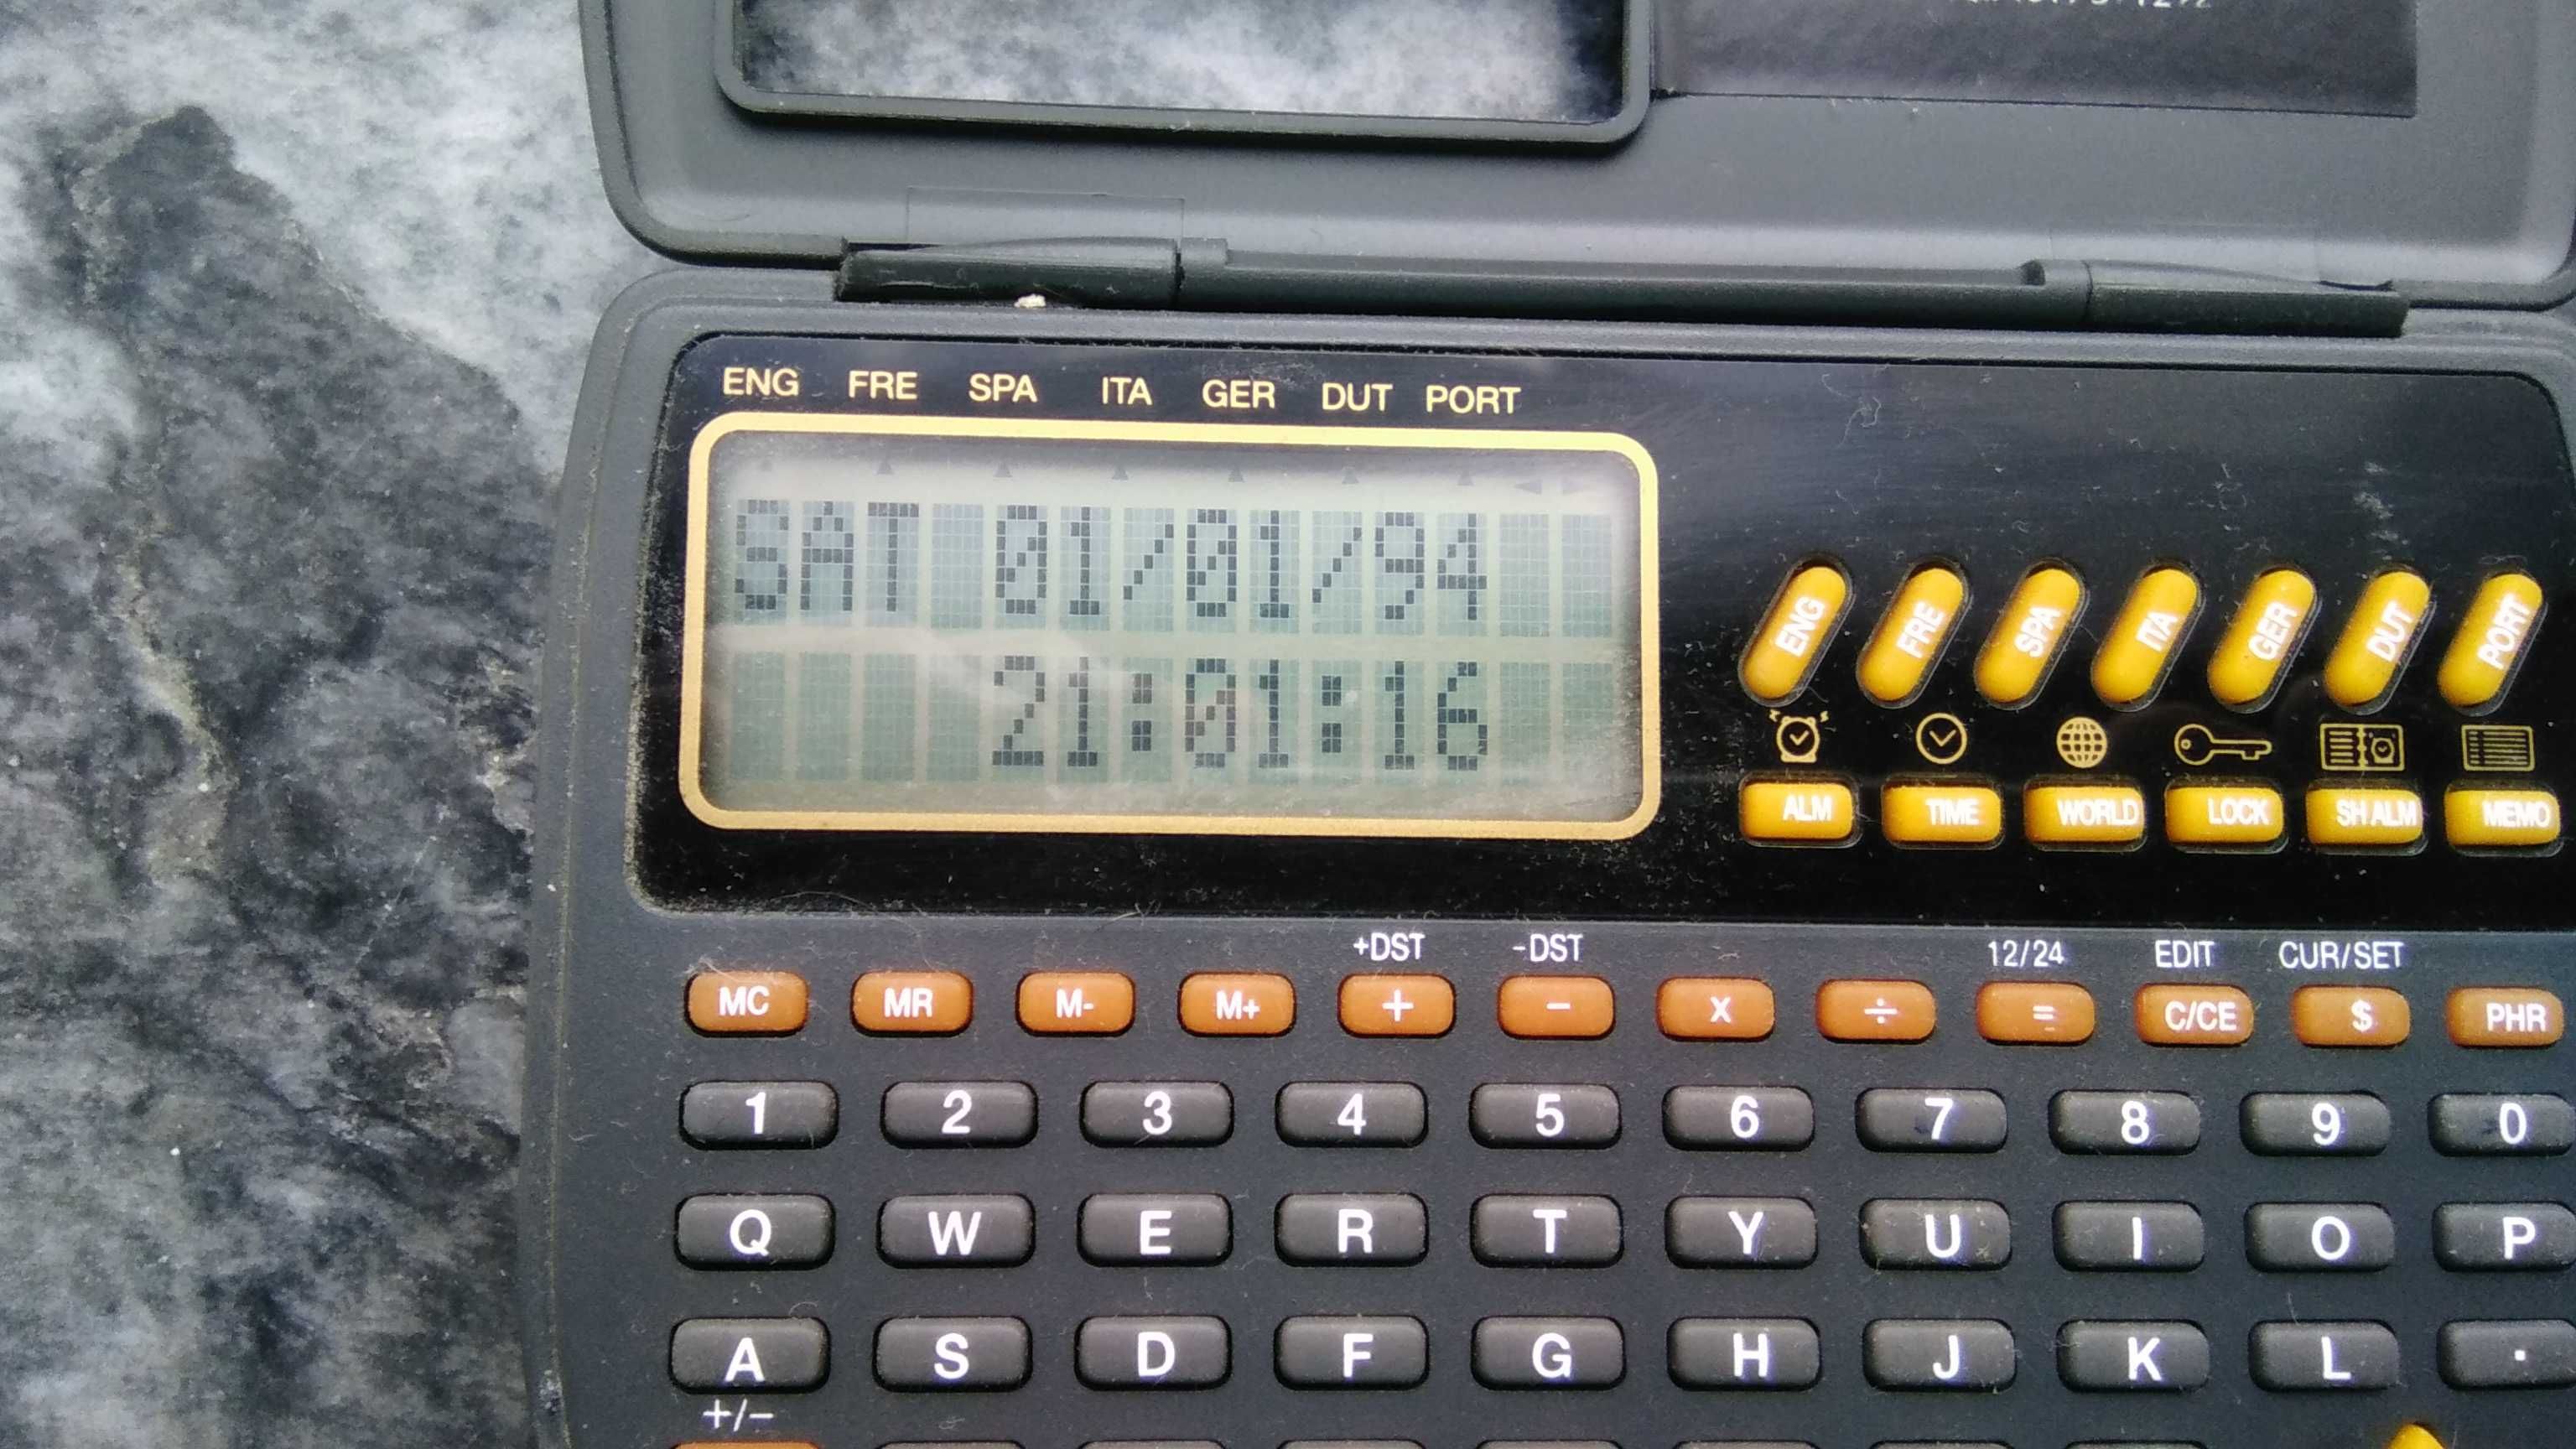 ENG FRE SPA ITA GER DUT PORT
SAT 01/01/94
21:01:16
ENG FRE SPA ITA GER DUT PORT
ALM TIME WORLD LOCK SH ALM MEMO
+DST -DST 12/24 EDIT CUR/SET
MC MR M- M+ + - x ÷ = C/CE $ PHR
1 2 3 4 5 6 7 8 9 0
Q W E R T Y U I O P
A S D F G H J K L .
+/-